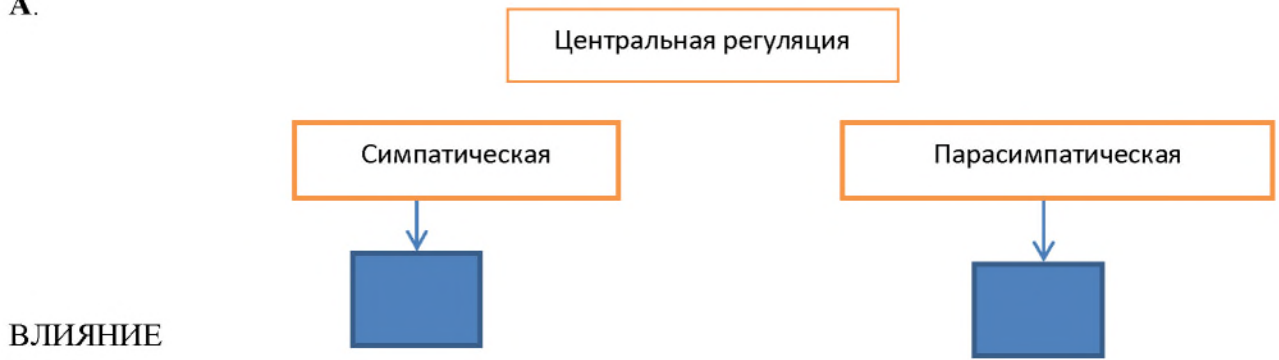 А.
Центральная регуляция
Симпатическая
Парасимпатическая
ВЛИЯНИЕ